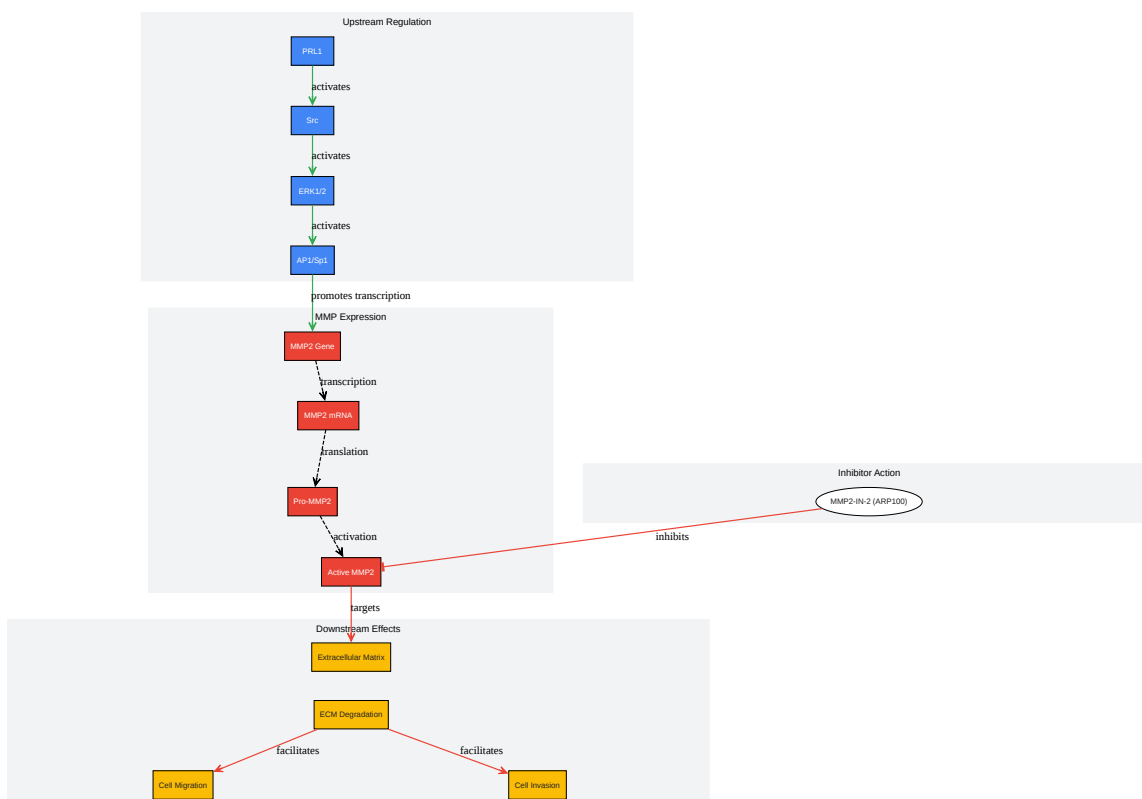 Upstream Regulation
PRL1
activates
Src
activates
ERK1/2
activates
AP1/Sp1
promotes transcription
MMP Expression
MMP2 Gene
transcription
MMP2 mRNA
translation
Pro-MMP2
activation
Active MMP2
Inhibitor Action
MMP2-IN-2 (ARP100)
inhibits
targets
Downstream Effects
Extracellular Matrix
ECM Degradation
facilitates
facilitates
Cell Migration
Cell Invasion